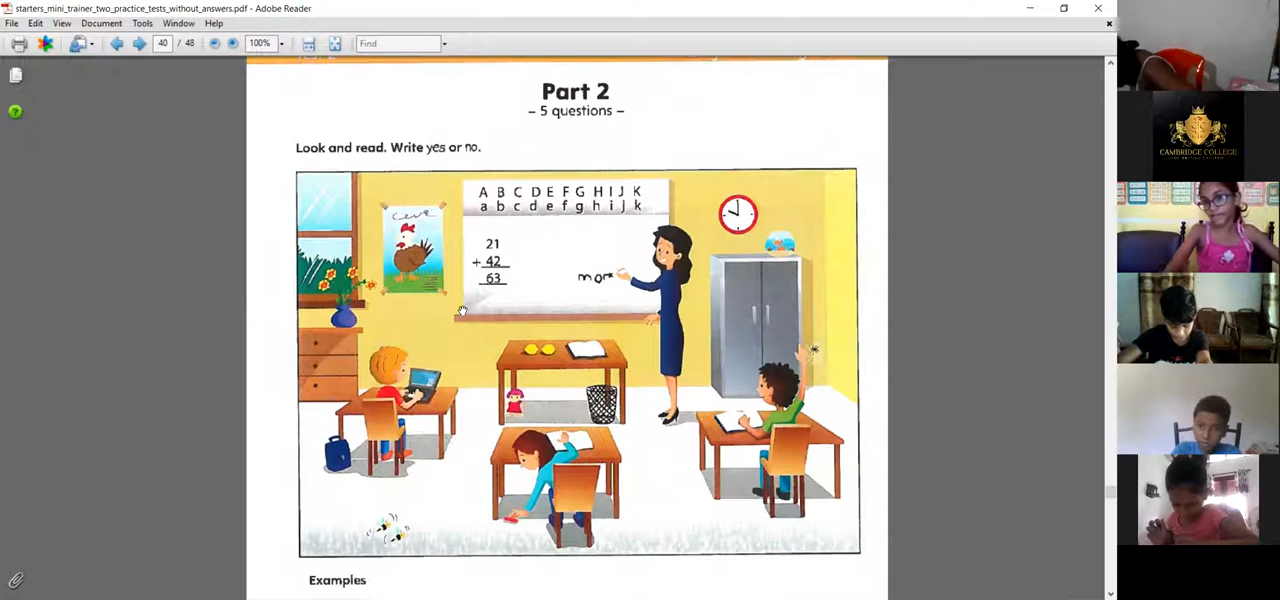 starters_mini_trainer_two_practice_tests_without_answers.pdf - Adobe Reader
File Edit View Document Tools Window Help
40 / 48 100% Find
Part 2
– 5 questions –
Look and read. Write yes or no.
A B C D E F G H I J K
a b c d e f g h i j k
21
+ 42
63
mor
Examples
CAMBRIDGE COLLEGE